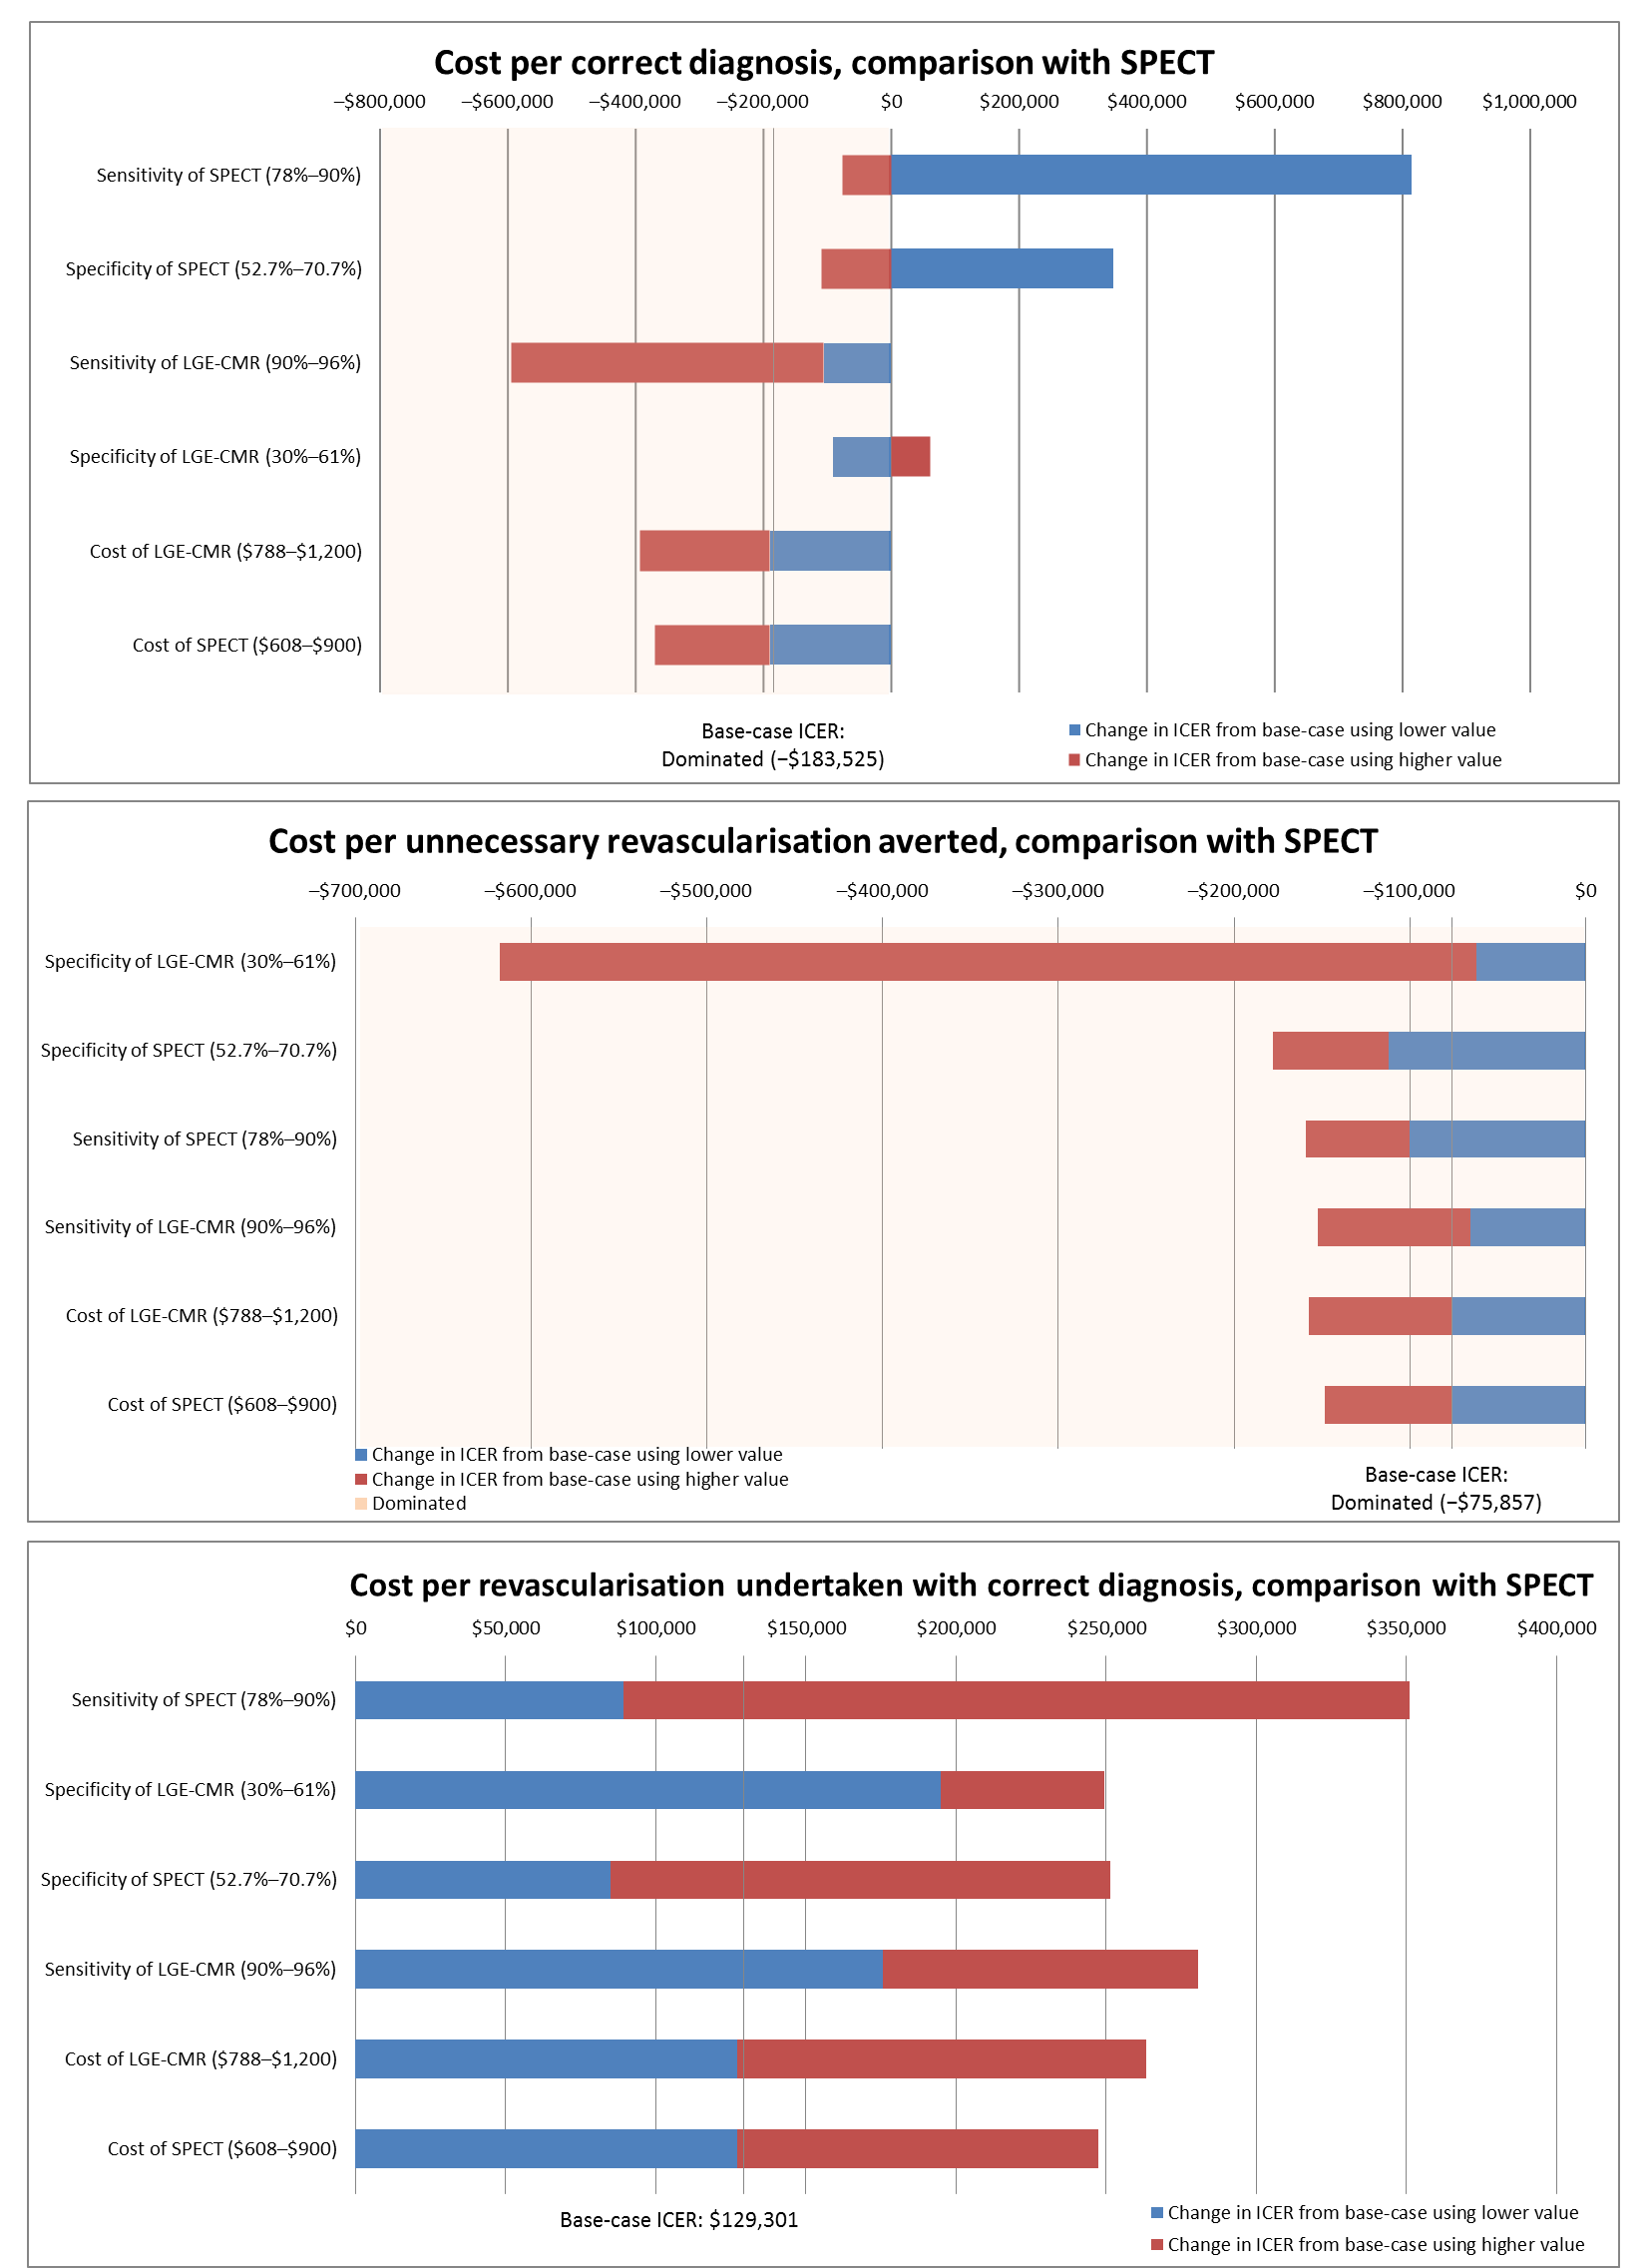 Cost per correct diagnosis, comparison with SPECT
–$800,000 –$600,000 –$400,000 –$200,000 $0 $200,000 $400,000 $600,000 $800,000 $1,000,000
Sensitivity of SPECT (78%–90%)
Specificity of SPECT (52.7%–70.7%)
Sensitivity of LGE-CMR (90%–96%)
Specificity of LGE-CMR (30%–61%)
Cost of LGE-CMR ($788–$1,200)
Cost of SPECT ($608–$900)
Base-case ICER:
Dominated (−$183,525)
Change in ICER from base-case using lower value
Change in ICER from base-case using higher value
Cost per unnecessary revascularisation averted, comparison with SPECT
–$700,000 –$600,000 –$500,000 –$400,000 –$300,000 –$200,000 –$100,000 $0
Specificity of LGE-CMR (30%–61%)
Specificity of SPECT (52.7%–70.7%)
Sensitivity of SPECT (78%–90%)
Sensitivity of LGE-CMR (90%–96%)
Cost of LGE-CMR ($788–$1,200)
Cost of SPECT ($608–$900)
Change in ICER from base-case using lower value
Change in ICER from base-case using higher value
Dominated
Base-case ICER:
Dominated (−$75,857)
Cost per revascularisation undertaken with correct diagnosis, comparison with SPECT
$0 $50,000 $100,000 $150,000 $200,000 $250,000 $300,000 $350,000 $400,000
Sensitivity of SPECT (78%–90%)
Specificity of LGE-CMR (30%–61%)
Specificity of SPECT (52.7%–70.7%)
Sensitivity of LGE-CMR (90%–96%)
Cost of LGE-CMR ($788–$1,200)
Cost of SPECT ($608–$900)
Base-case ICER: $129,301
Change in ICER from base-case using lower value
Change in ICER from base-case using higher value